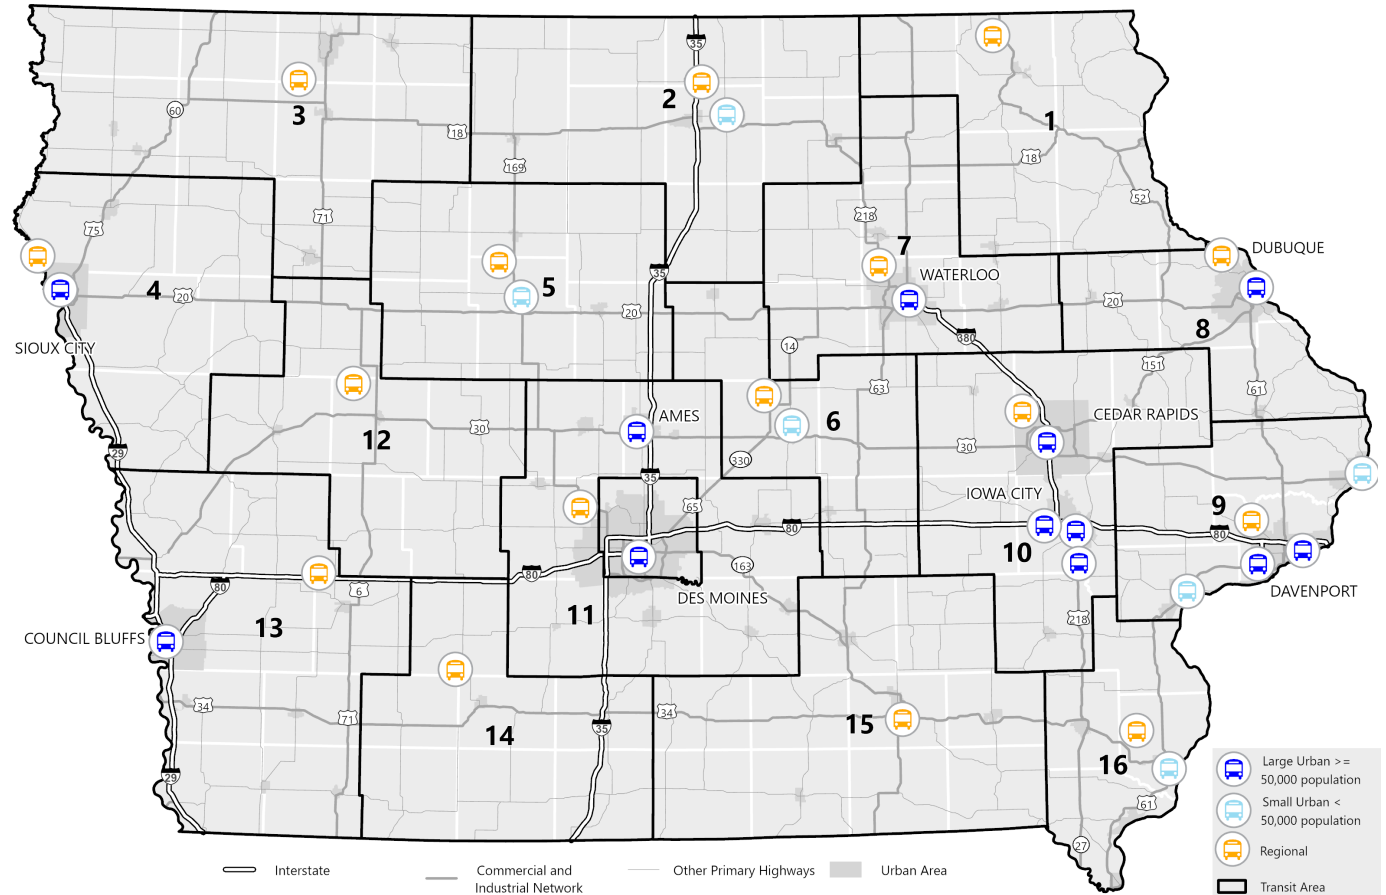 35
2
3
60
1
18
18
169
52
218
71
75
7
DUBUQUE
WATERLOO
35
4
5
20
20
20
8
380
SIOUX CITY
14
151
63
61
AMES
CEDAR RAPIDS
6
12
30
30
29
330
35
IOWA CITY
65
9
80
80
10
163
80
80
6
DES MOINES
DAVENPORT
11
218
13
COUNCIL BLUFFS
34
71
34
35
14
15
16
29
61
27
Large Urban >=
50,000 population
Small Urban <
50,000 population
Regional
Transit Area
Interstate
Commercial and
Industrial Network
Other Primary Highways
Urban Area